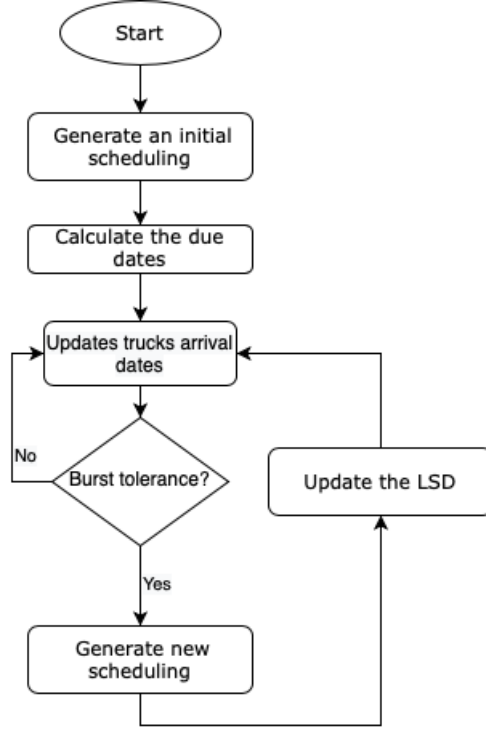 Start
Generate an initial
scheduling
Calculate the due
dates
Updates trucks arrival
dates
No
Burst tolerance?
Update the LSD
Yes
Generate new
scheduling